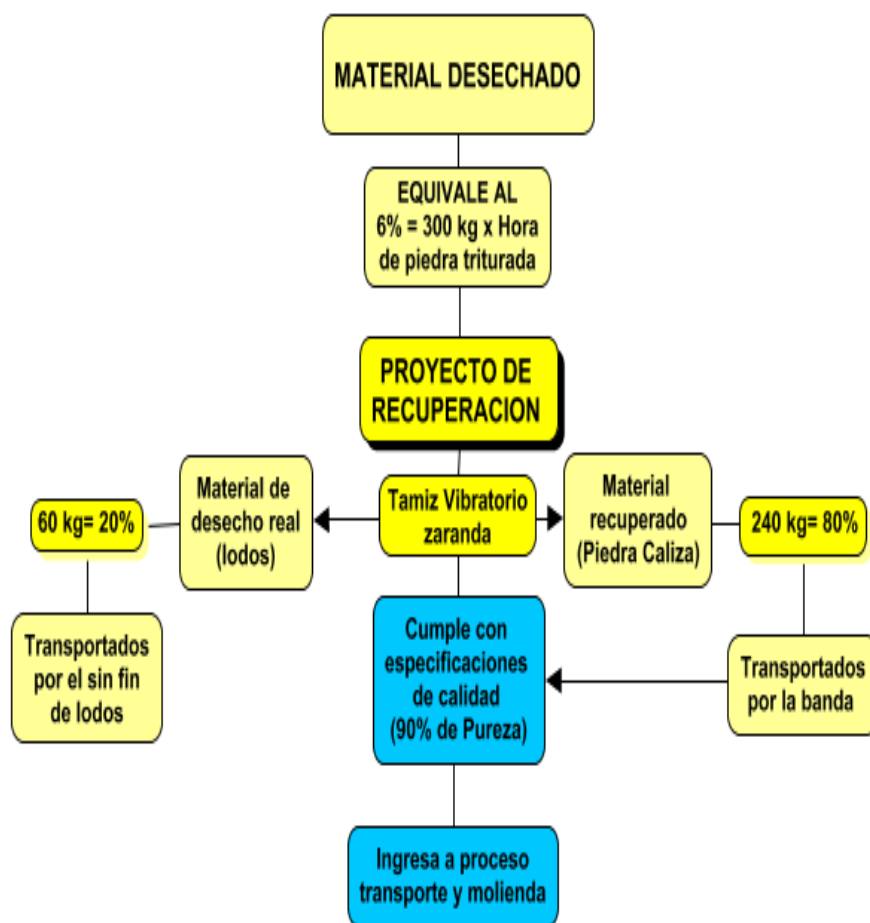 MATERIAL DESECHADO
EQUIVALE AL
6% = 300 kg x Hora
de piedra triturada
PROYECTO DE
RECUPERACION
60 kg= 20%
Material de
desecho real
(lodos)
Tamiz Vibratorio
zaranda
Material
recuperado
(Piedra Caliza)
240 kg= 80%
Transportados
por el sin fin
de lodos
Cumple con
especificaciones
de calidad
(90% de Pureza)
Transportados
por la banda
Ingresa a proceso
transporte y molienda